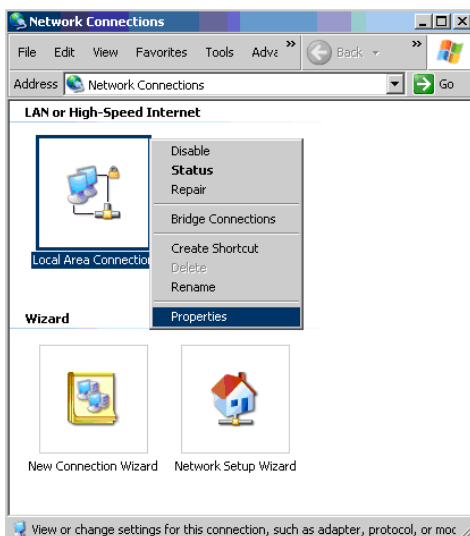 Network Connections
File Edit View Favorites Tools Adva » Back »
Address Network Connections Go
LAN or High-Speed Internet
Local Area Connection
Disable
Status
Repair
Bridge Connections
Create Shortcut
Delete
Rename
Properties
Wizard
New Connection Wizard Network Setup Wizard
View or change settings for this connection, such as adapter, protocol, or moc